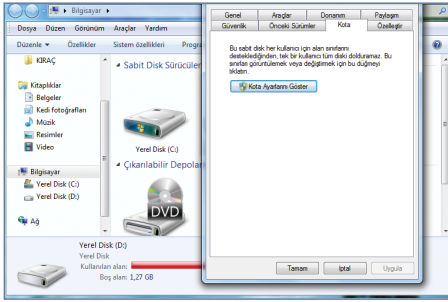 Bilgisayar
Dosya Düzen Görünüm Araçlar Yardım
Düzenle Özellikler Sistem özellikleri Progra
KIRAÇ
Kitaplıklar
Belgeler
Kedi fotoğrafları
Müzik
Resimler
Video
Bilgisayar
Yerel Disk (C:)
Yerel Disk (D:)
Ağ
Sabit Disk Sürücüler
Yerel Disk (C:)
Çıkarılabilir Depola
DVD
Yerel Disk (D:)
Yerel Disk
Kullanılan alan:
Boş alan: 1,27 GB
Genel Araçlar Donanım Paylaşım
Güvenlik Önceki Sürümler Kota Özelleştir
Bu sabit disk her kullanıcı için alan sınırlarını
desteklediğinden, tek bir kullanıcı tüm diski dolduramaz. Bu
sınırları görüntülemek veya değiştirmek için bu düğmeyi
tıklatın.
Kota Ayarlarını Göster
Tamam İptal Uygula